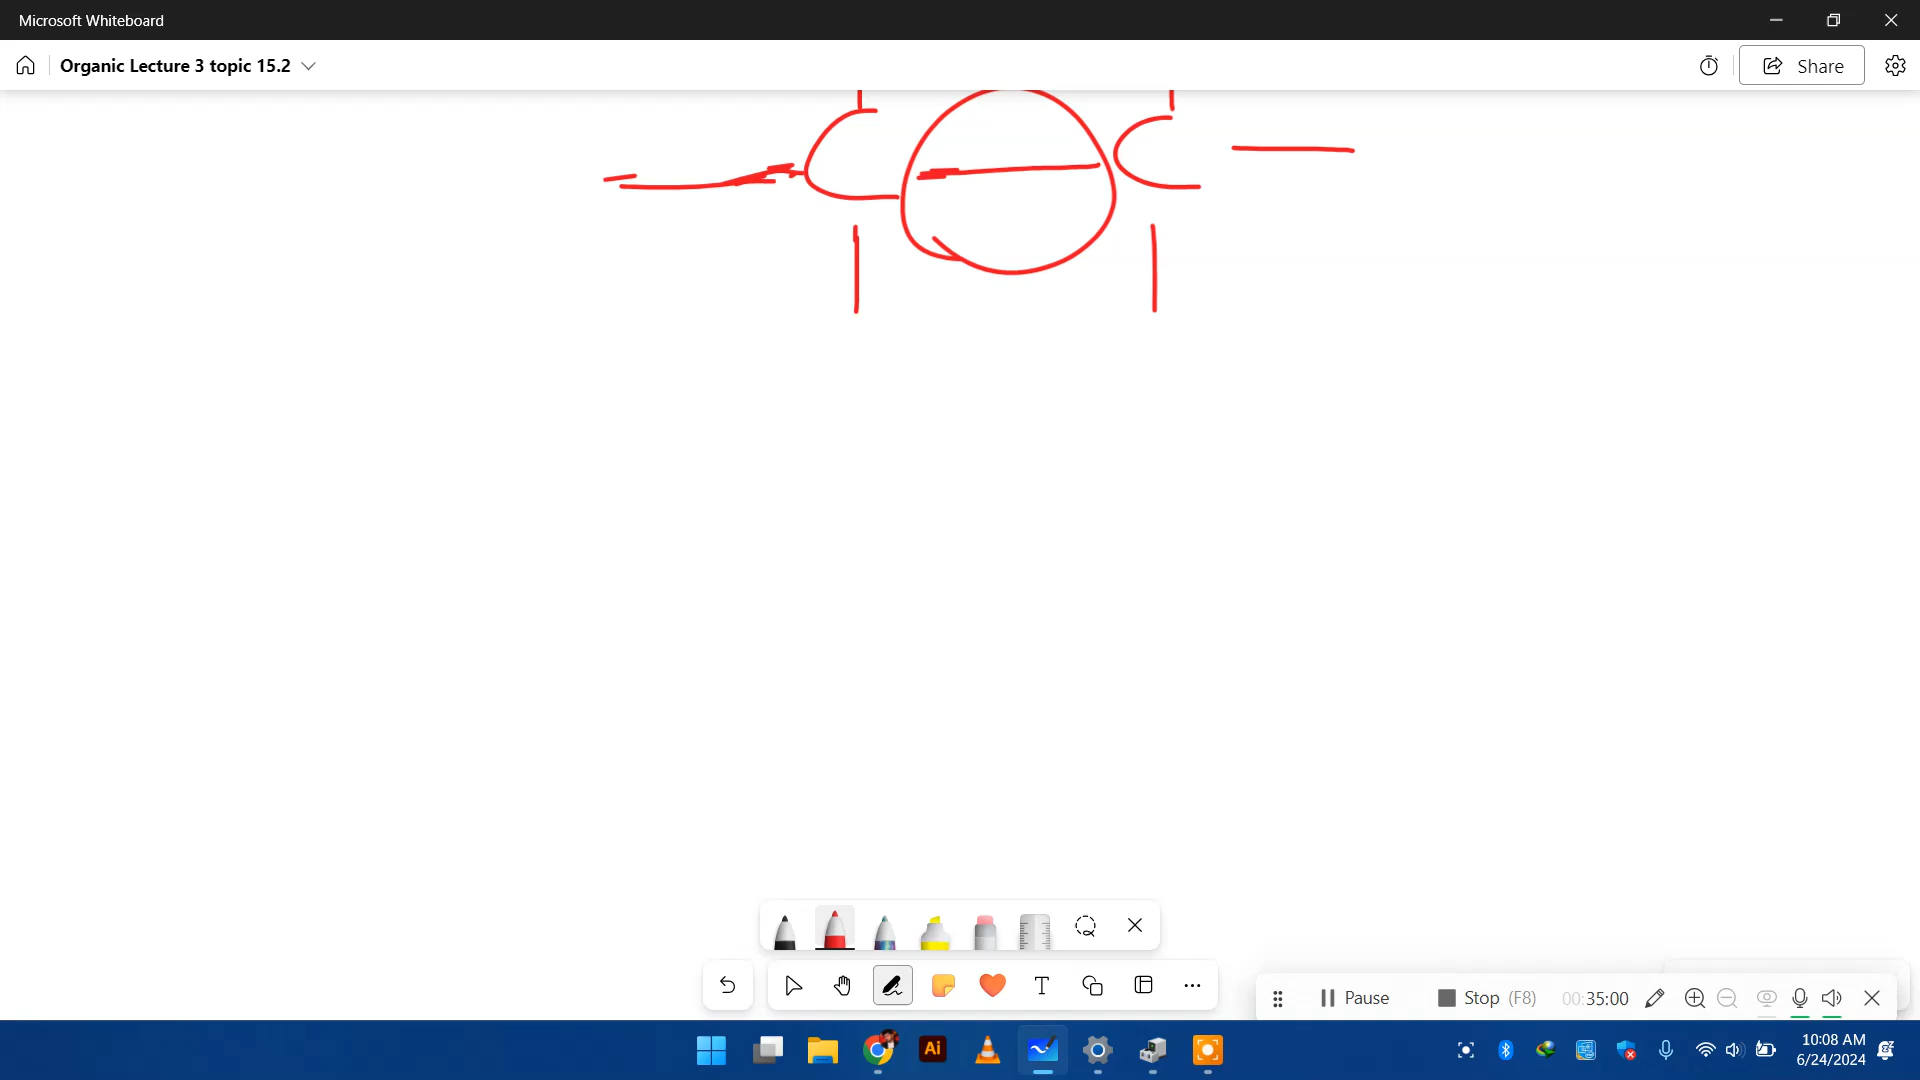 Microsoft Whiteboard
Organic Lecture 3 topic 15.2
Share
C C
T
Pause Stop (F8) 00:35:00
Ai
10:08 AM
6/24/2024